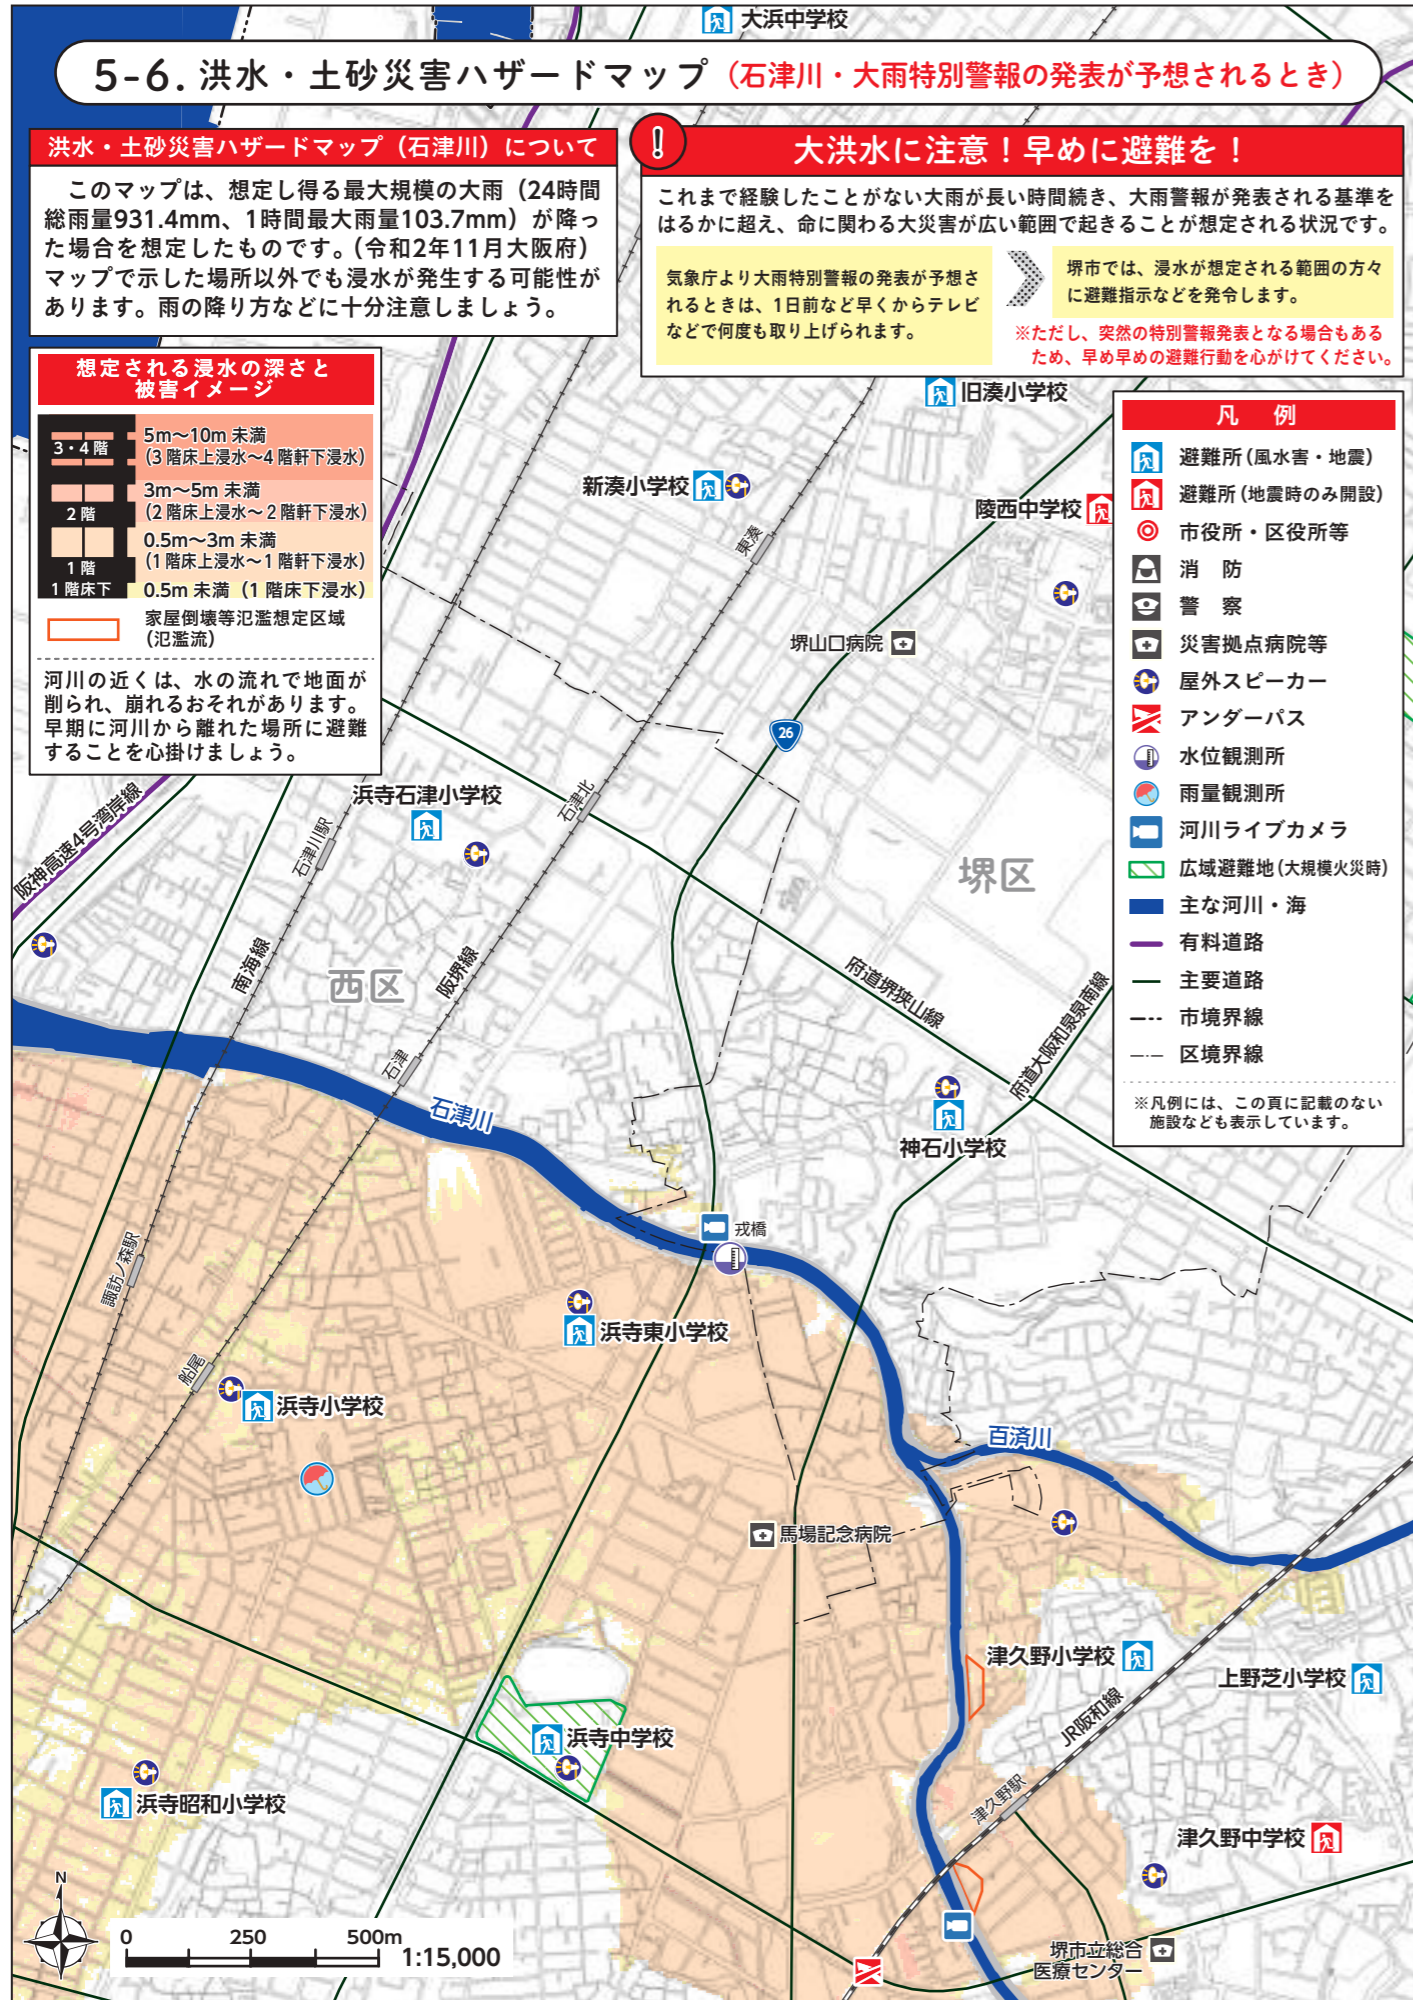 大浜中学校
5-6. 洪水・土砂災害ハザードマップ（石津川・大雨特別警報の発表が予想されるとき）
洪水・土砂災害ハザードマップ（石津川）について
このマップは、想定し得る最大規模の大雨（24時間
総雨量931.4mm、1時間最大雨量103.7mm）が降っ
た場合を想定したものです。（令和2年11月大阪府）
マップで示した場所以外でも浸水が発生する可能性が
あります。雨の降り方などに十分注意しましょう。
!
大洪水に注意！早めに避難を！
これまで経験したことがない大雨が長い時間続き、大雨警報が発表される基準を
はるかに超え、命に関わる大災害が広い範囲で起きることが想定される状況です。
気象庁より大雨特別警報の発表が予想さ
れるときは、1日前など早くからテレビ
などで何度も取り上げられます。
堺市では、浸水が想定される範囲の方々
に避難指示などを発令します。
※ただし、突然の特別警報発表となる場合もある
ため、早め早めの避難行動を心がけてください。
想定される浸水の深さと
被害イメージ
3・4階
5m～10m 未満
（3 階床上浸水～4 階軒下浸水）
2 階
3m～5m 未満
（2 階床上浸水～2 階軒下浸水）
1 階
0.5m～3m 未満
（1 階床上浸水～1 階軒下浸水）
1 階床下
0.5m 未満（1 階床下浸水）
家屋倒壊等氾濫想定区域
（氾濫流）
河川の近くは、水の流れで地面が
削られ、崩れるおそれがあります。
早期に河川から離れた場所に避難
することを心掛けましょう。
凡　例
避難所（風水害・地震）
避難所（地震時のみ開設）
市役所・区役所等
消　防
警　察
災害拠点病院等
屋外スピーカー
アンダーパス
水位観測所
雨量観測所
河川ライブカメラ
広域避難地（大規模火災時）
主な河川・海
有料道路
主要道路
市境界線
区境界線
※凡例には、この頁に記載のない
施設なども表示しています。
旧湊小学校
新湊小学校
陵西中学校
東湊
堺山口病院
26
浜寺石津小学校
石津北
石津川駅
阪神高速4号湾岸線
堺区
南海線
西区
阪堺線
府道堺狭山線
府道大阪和泉泉南線
石津
石津川
神石小学校
戎橋
諏訪ノ森駅
浜寺東小学校
船尾
浜寺小学校
百済川
馬場記念病院
津久野小学校
上野芝小学校
JR阪和線
浜寺中学校
津久野駅
浜寺昭和小学校
津久野中学校
堺市立総合
医療センター
N
0 250 500m
1:15,000